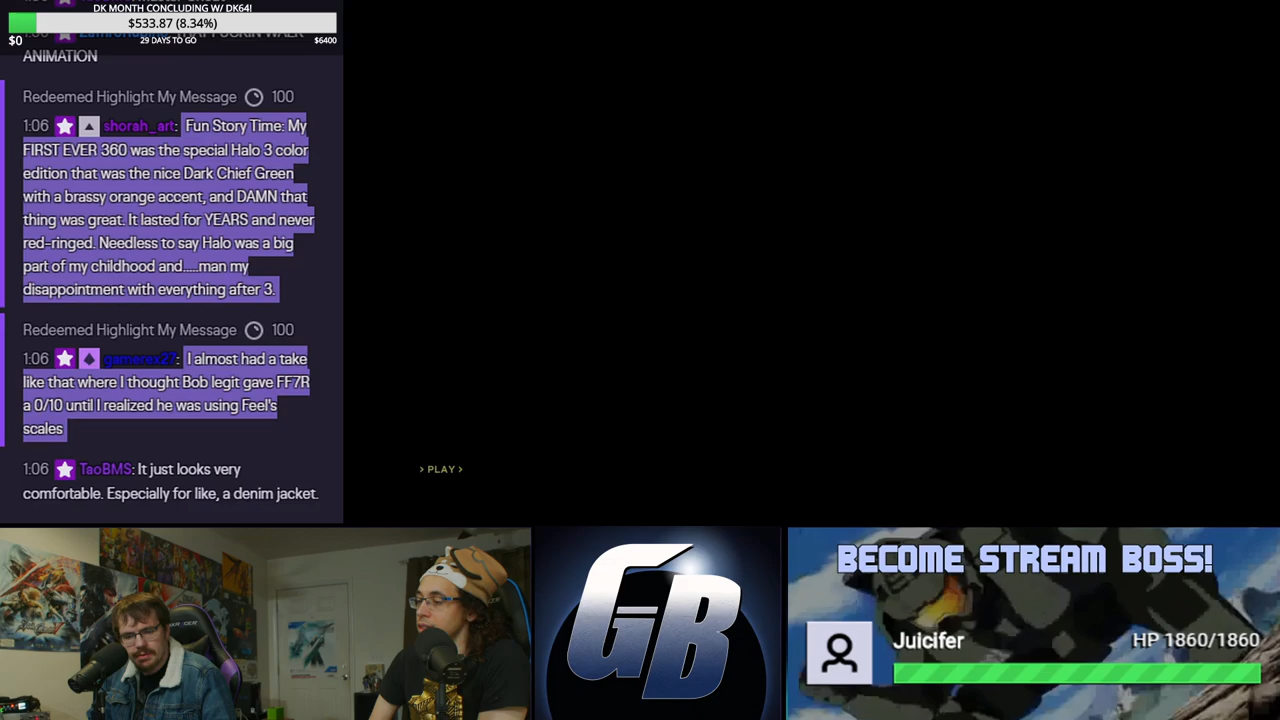 DK MONTH CONCLUDING W/ DK64!
$533.87 (8.34%)
$0
29 DAYS TO GO
$6400
WALK
ANIMATION
Redeemed Highlight My Message 100
1:06 shorah_art: Fun Story Time: My
FIRST EVER 360 was the special Halo 3 color
edition that was the nice Dark Chief Green
with a brassy orange accent, and DAMN that
thing was great. It lasted for YEARS and never
red-ringed. Needless to say Halo was a big
part of my childhood and.....man my
disappointment with everything after 3.
Redeemed Highlight My Message 100
1:06 gamerex27: I almost had a take
like that where I thought Bob legit gave FF7R
a 0/10 until I realized he was using Feel's
scales
1:06 TaoBMS: It just looks very
comfortable. Especially for like, a denim jacket.
> PLAY >
GB
BECOME STREAM BOSS!
Juicifer
HP 1860/1860